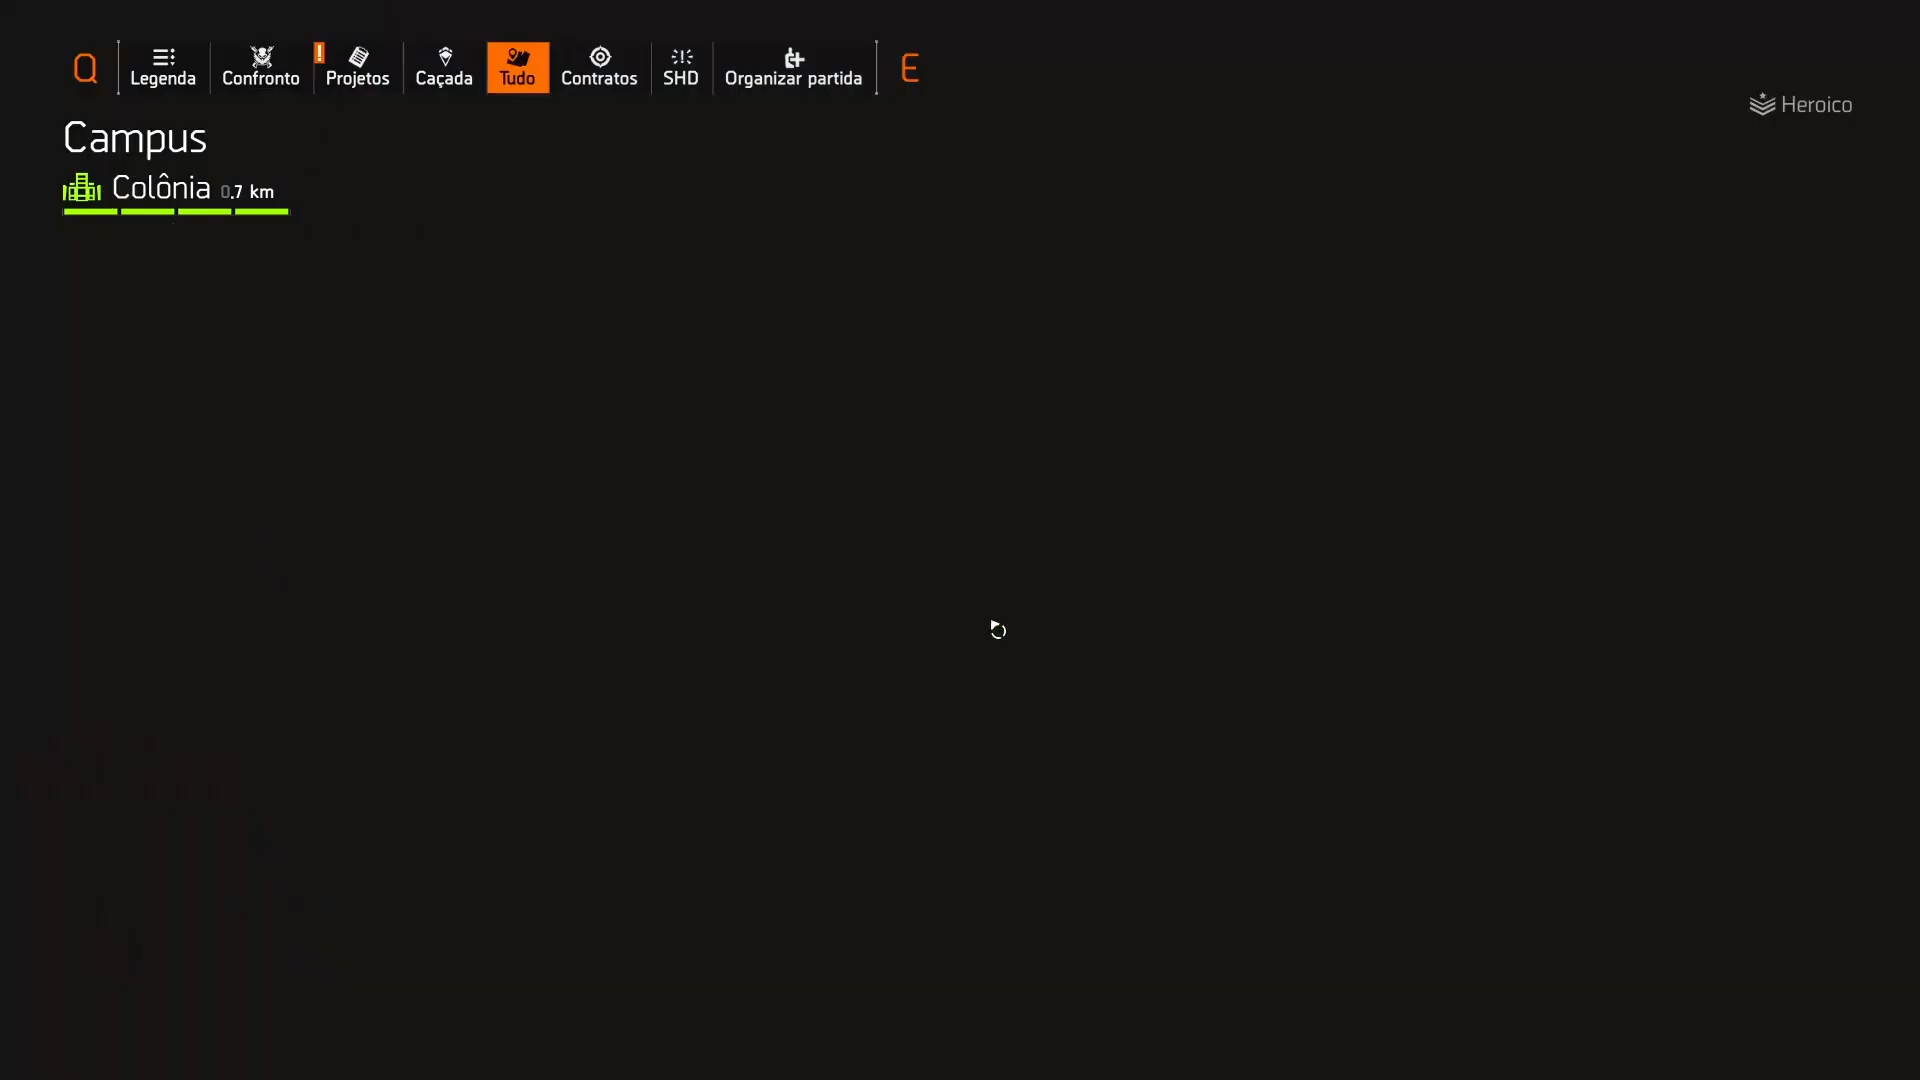 Q Legenda Confronto ! Projetos Caçada Tudo Contratos SHD Organizar partida E
Heroico
Campus
Colônia 0.7 km